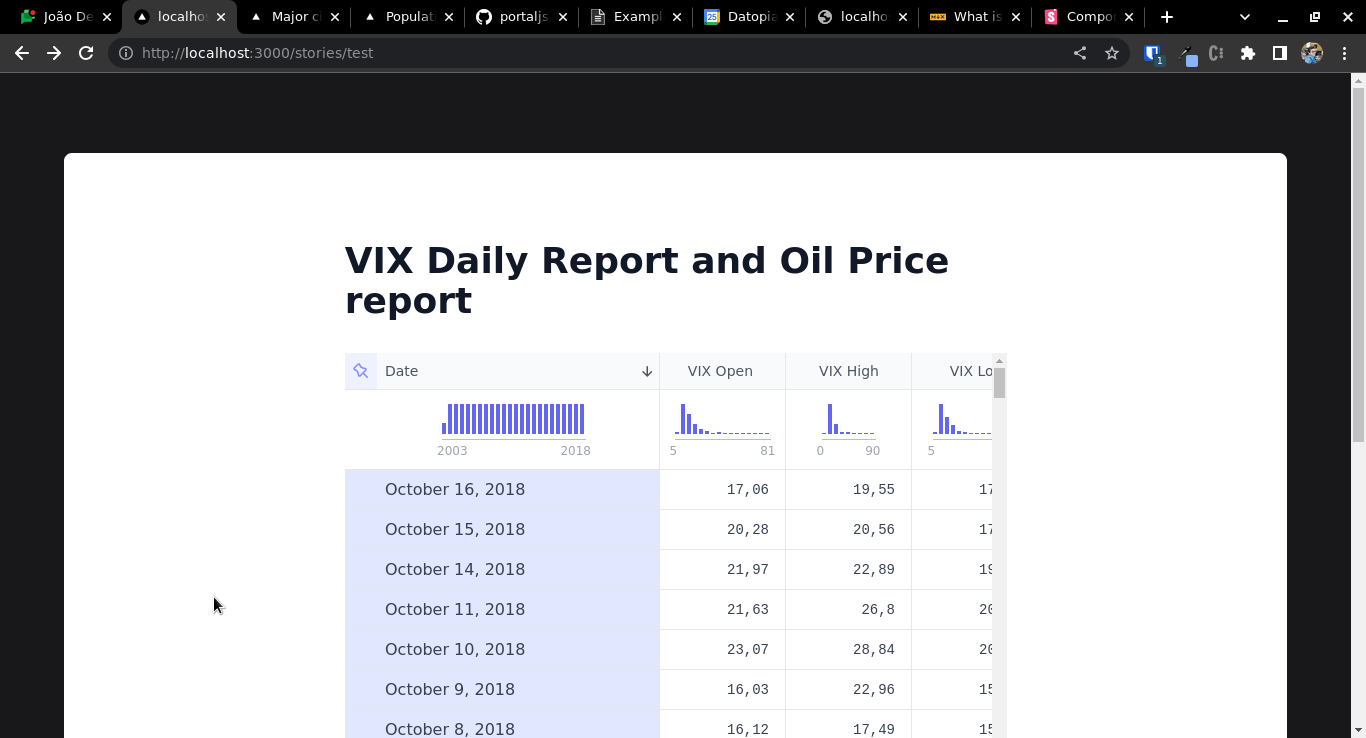 João De
localhos
Major c
Populat
portaljs
Exampl
Datopia
localhos
What is
Compo
http://localhost:3000/stories/test
1
VIX Daily Report and Oil Price
report
Date VIX Open VIX High VIX Lo
2003 2018 5 81 0 90 5
October 16, 2018 17,06 19,55 17
October 15, 2018 20,28 20,56 17
October 14, 2018 21,97 22,89 19
October 11, 2018 21,63 26,8 20
October 10, 2018 23,07 28,84 20
October 9, 2018 16,03 22,96 15
October 8, 2018 16,12 17,49 15